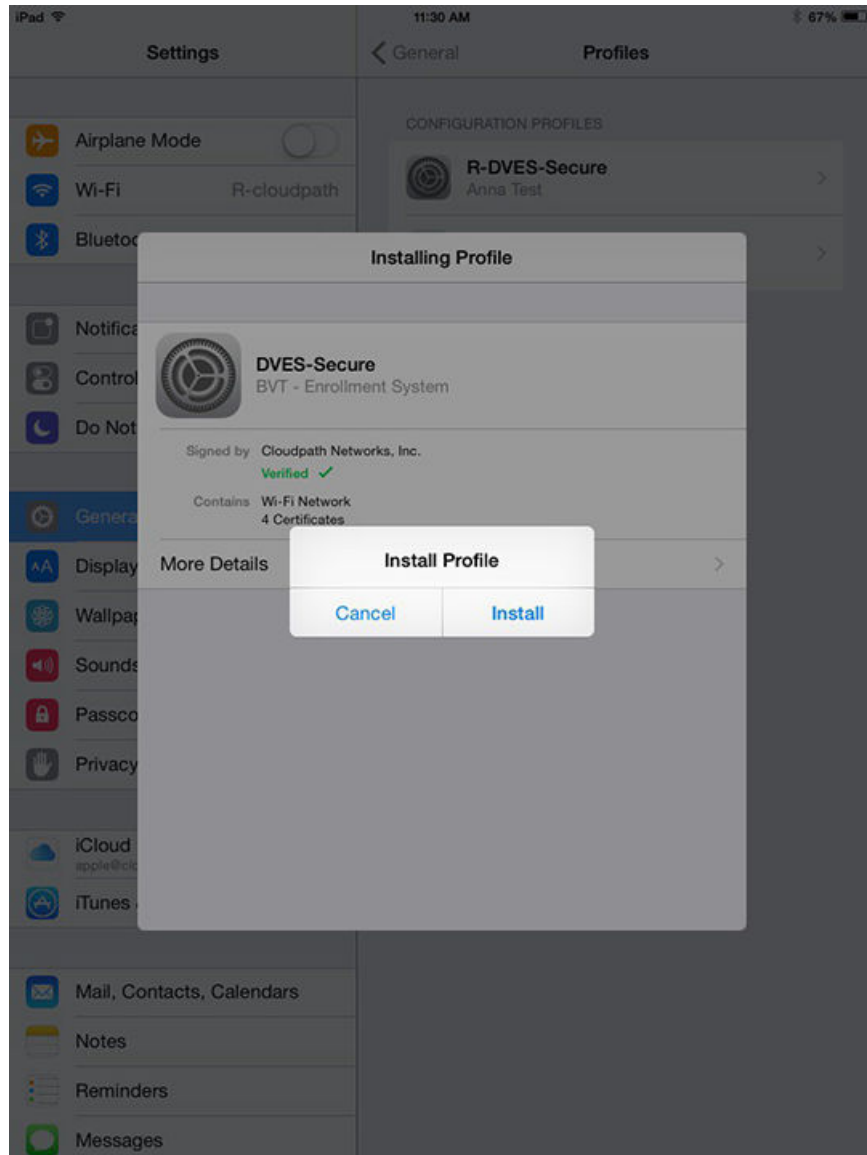 iPad
11:30 AM
67%
Settings
General
Profiles
Airplane Mode
Wi-Fi
R-cloudpath
Bluetoo
Notifica
Control
Do Not
Genera
Display
Wallpap
Sounds
Passco
Privacy
iCloud
apple@clo
iTunes
Mail, Contacts, Calendars
Notes
Reminders
Messages
CONFIGURATION PROFILES
R-DVES-Secure
Anna Test
Installing Profile
DVES-Secure
BVT - Enrollment System
Signed by Cloudpath Networks, Inc.
Verified ✓
Contains Wi-Fi Network
4 Certificates
More Details
Install Profile
Cancel
Install